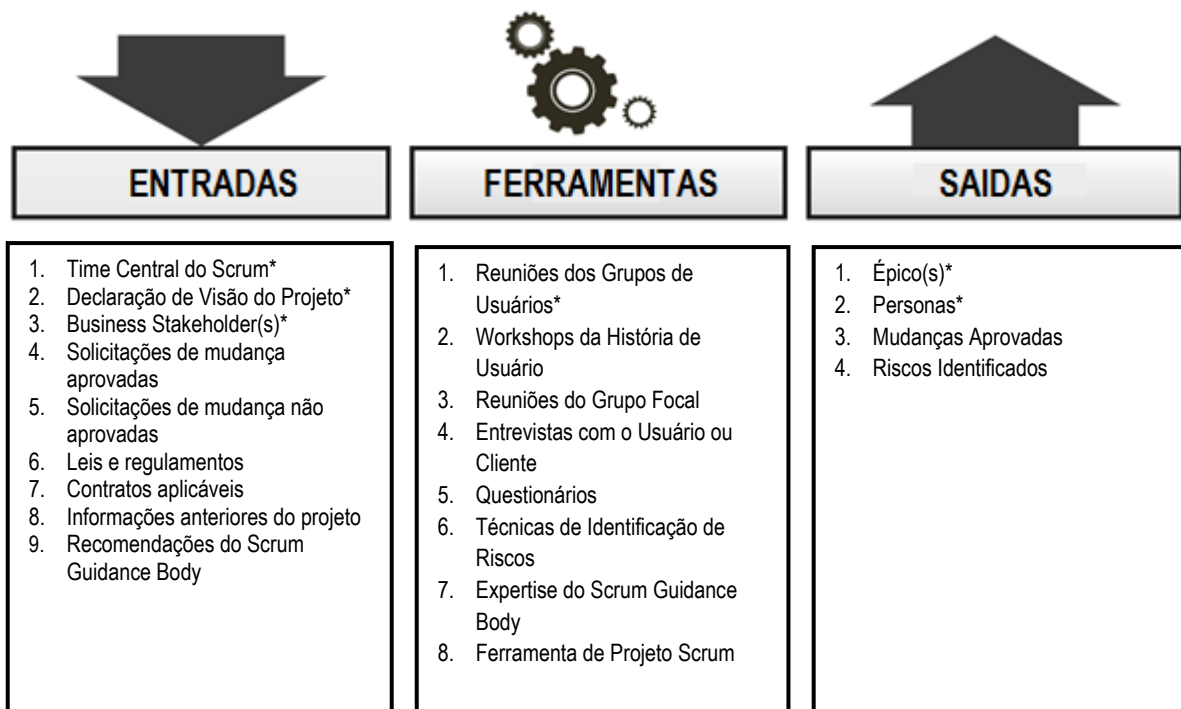 ENTRADAS
1. Time Central do Scrum*
2. Declaração de Visão do Projeto*
3. Business Stakeholder(s)*
4. Solicitações de mudança
aprovadas
5. Solicitações de mudança não
aprovadas
6. Leis e regulamentos
7. Contratos aplicáveis
8. Informações anteriores do projeto
9. Recomendações do Scrum
Guidance Body
FERRAMENTAS
1. Reuniões dos Grupos de
Usuários*
2. Workshops da História de
Usuário
3. Reuniões do Grupo Focal
4. Entrevistas com o Usuário ou
Cliente
5. Questionários
6. Técnicas de Identificação de
Riscos
7. Expertise do Scrum Guidance
Body
8. Ferramenta de Projeto Scrum
SAIDAS
1. Épico(s)*
2. Personas*
3. Mudanças Aprovadas
4. Riscos Identificados